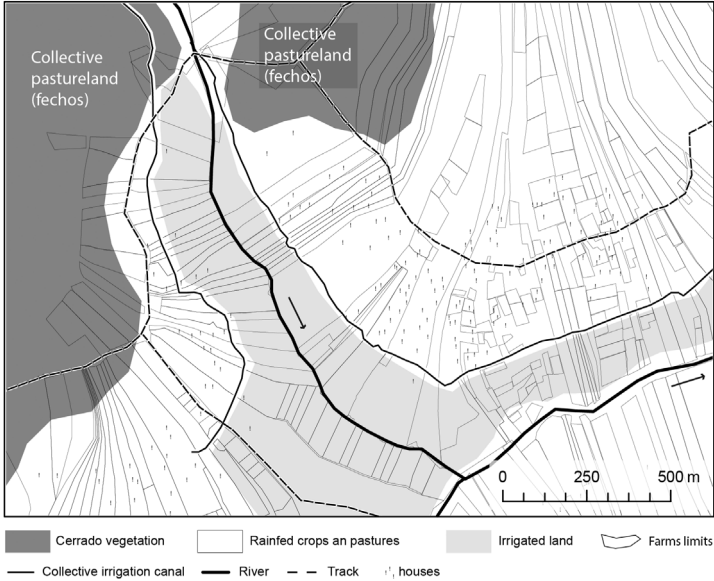 Collective
pastureland
(fechos)
Collective
pastureland
(fechos)
0 250 500 m
Cerrado vegetation
Rainfed crops an pastures
Irrigated land
Farms limits
Collective irrigation canal
River
Track
houses